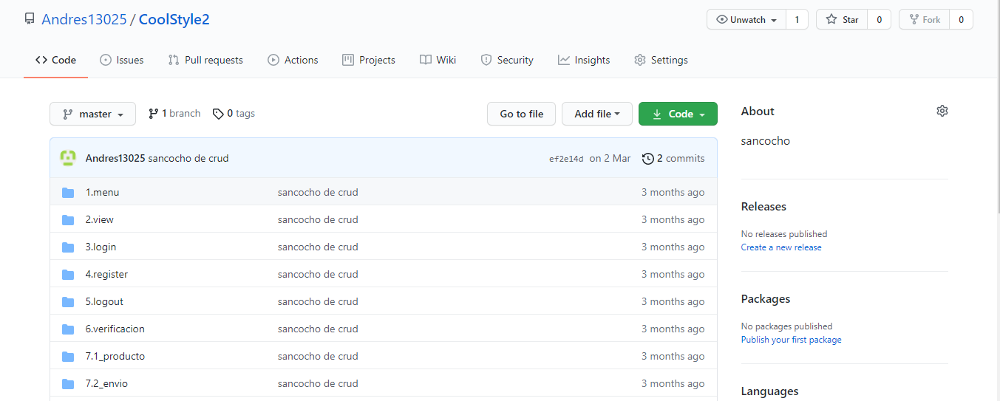 Andres13025 / CoolStyle2
Unwatch 1 Star 0 Fork 0
Code Issues Pull requests Actions Projects Wiki Security Insights Settings
master 1 branch 0 tags Go to file Add file Code
Andres13025 sancocho de crud ef2e14d on 2 Mar 2 commits
1.menu sancocho de crud 3 months ago
2.view sancocho de crud 3 months ago
3.login sancocho de crud 3 months ago
4.register sancocho de crud 3 months ago
5.logout sancocho de crud 3 months ago
6.verificacion sancocho de crud 3 months ago
7.1_producto sancocho de crud 3 months ago
7.2_envio sancocho de crud 3 months ago
About
sancocho
Releases
No releases published
Create a new release
Packages
No packages published
Publish your first package
Languages